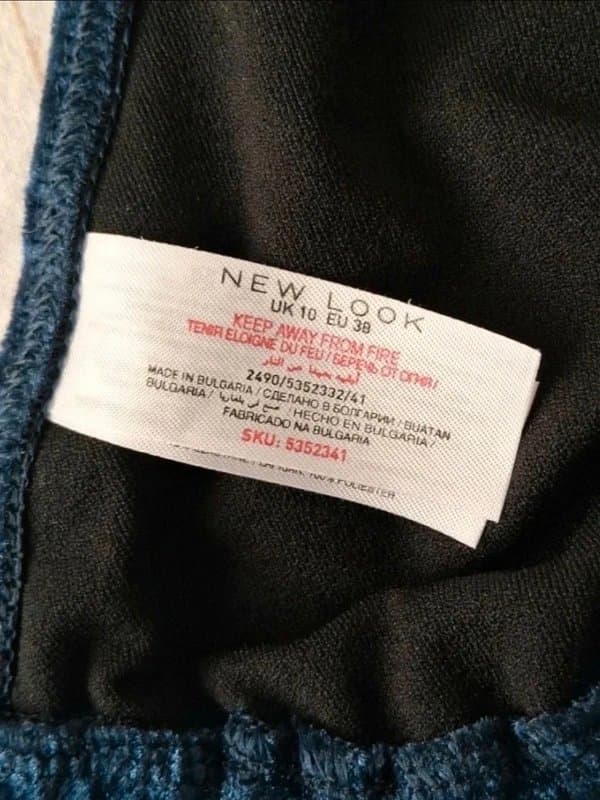 NEW LOOK
UK 10 EU 38
KEEP AWAY FROM FIRE
TENIR ELOIGNE DU FEU / БЕРЕЧЬ ОТ ОГНЯ /
أبقيه بعيدا عن النار
2490/5352332/41
MADE IN BULGARIA / СДЕЛАНО В БОЛГАРИИ / BUATAN
BULGARIA / صنع في بلغاريا / HECHO EN BULGARIA /
FABRICADO NA BULGARIA
SKU: 5352341
100% POLIESTER